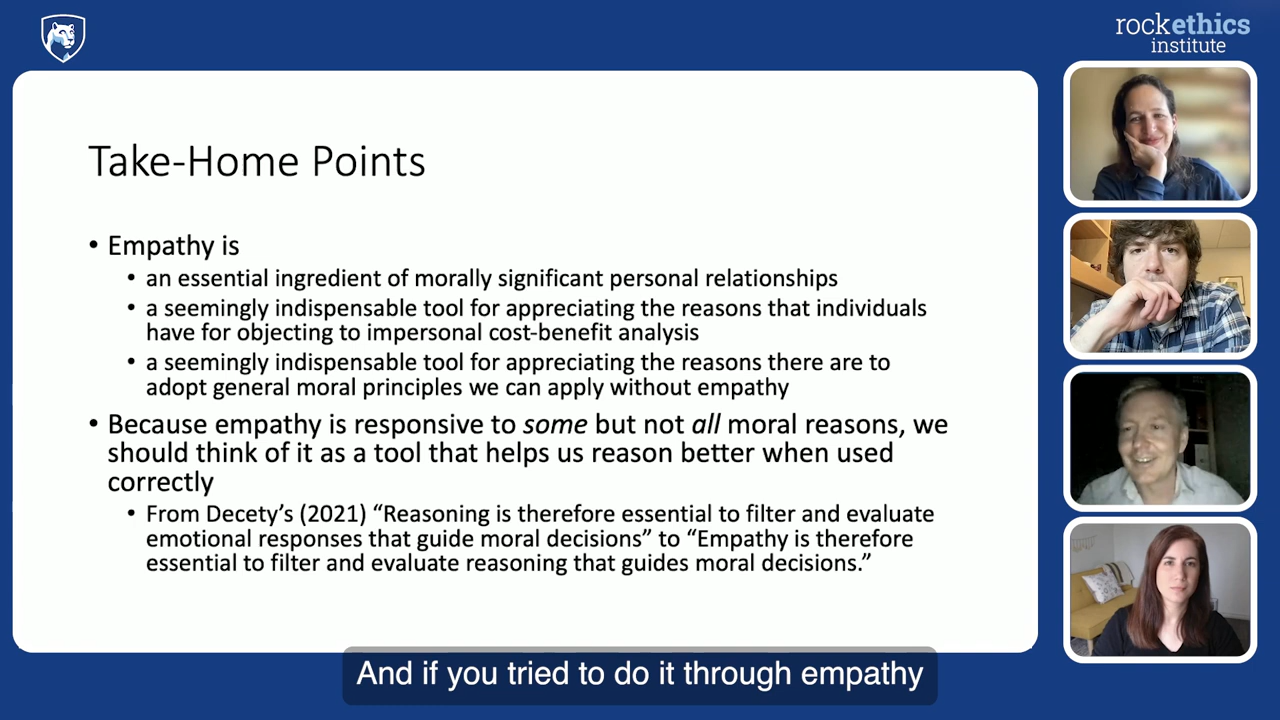 rockethics
institute
Take-Home Points
• Empathy is
• an essential ingredient of morally significant personal relationships
• a seemingly indispensable tool for appreciating the reasons that individuals
have for objecting to impersonal cost-benefit analysis
• a seemingly indispensable tool for appreciating the reasons there are to
adopt general moral principles we can apply without empathy
• Because empathy is responsive to some but not all moral reasons, we
should think of it as a tool that helps us reason better when used
correctly
• From Decety’s (2021) “Reasoning is therefore essential to filter and evaluate
emotional responses that guide moral decisions” to “Empathy is therefore
essential to filter and evaluate reasoning that guides moral decisions.”
And if you tried to do it through empathy